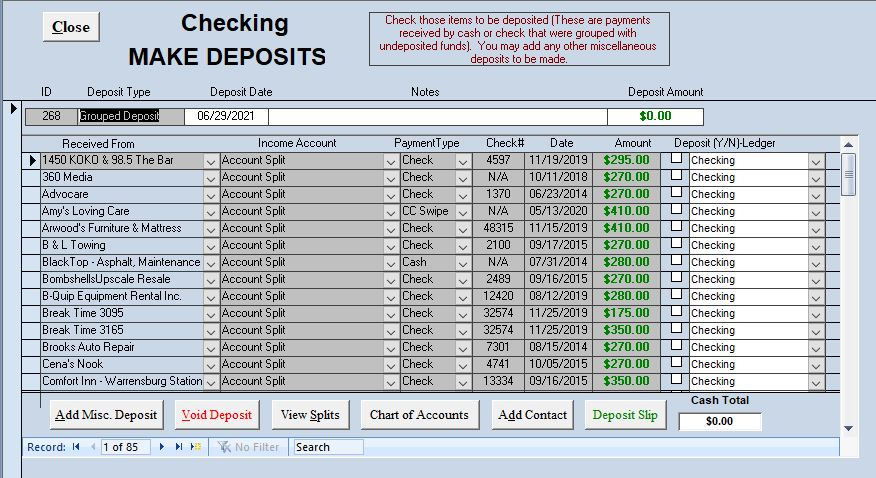 Close
Checking
MAKE DEPOSITS
Check those items to be deposited (These are payments
received by cash or check that were grouped with
undeposited funds). You may add any other miscellaneous
deposits to be made.
ID Deposit Type Deposit Date Notes Deposit Amount
268 Grouped Deposit 06/29/2021 $0.00
Received From Income Account PaymentType Check# Date Amount Deposit (Y/N)-Ledger
1450 KOKO & 98.5 The Bar Account Split Check 4597 11/19/2019 $295.00 Checking
360 Media Account Split Check N/A 10/11/2018 $270.00 Checking
Advocare Account Split Check 1370 06/23/2014 $270.00 Checking
Amy's Loving Care Account Split CC Swipe N/A 05/13/2020 $410.00 Checking
Arwood's Furniture & Mattress Account Split Check 48315 11/15/2019 $410.00 Checking
B & L Towing Account Split Check 2100 09/17/2015 $270.00 Checking
BlackTop - Asphalt, Maintenance Account Split Cash N/A 07/31/2014 $280.00 Checking
BombshellsUpscale Resale Account Split Check 2489 09/16/2015 $270.00 Checking
B-Quip Equipment Rental Inc. Account Split Check 12420 08/12/2019 $280.00 Checking
Break Time 3095 Account Split Check 32574 11/25/2019 $175.00 Checking
Break Time 3165 Account Split Check 32574 11/25/2019 $350.00 Checking
Brooks Auto Repair Account Split Check 7301 08/15/2014 $270.00 Checking
Cena's Nook Account Split Check 4741 10/05/2015 $270.00 Checking
Comfort Inn - Warrensburg Station Account Split Check 13334 09/16/2015 $350.00 Checking
Add Misc. Deposit Void Deposit View Splits Chart of Accounts Add Contact Deposit Slip Cash Total
$0.00
Record: 1 of 85 No Filter Search